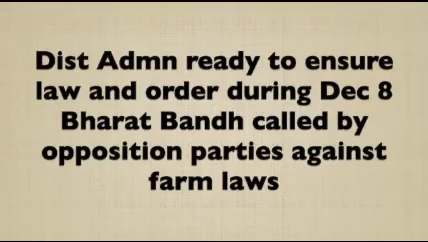 Dist Admn ready to ensure
law and order during Dec 8
Bharat Bandh called by
opposition parties against
farm laws